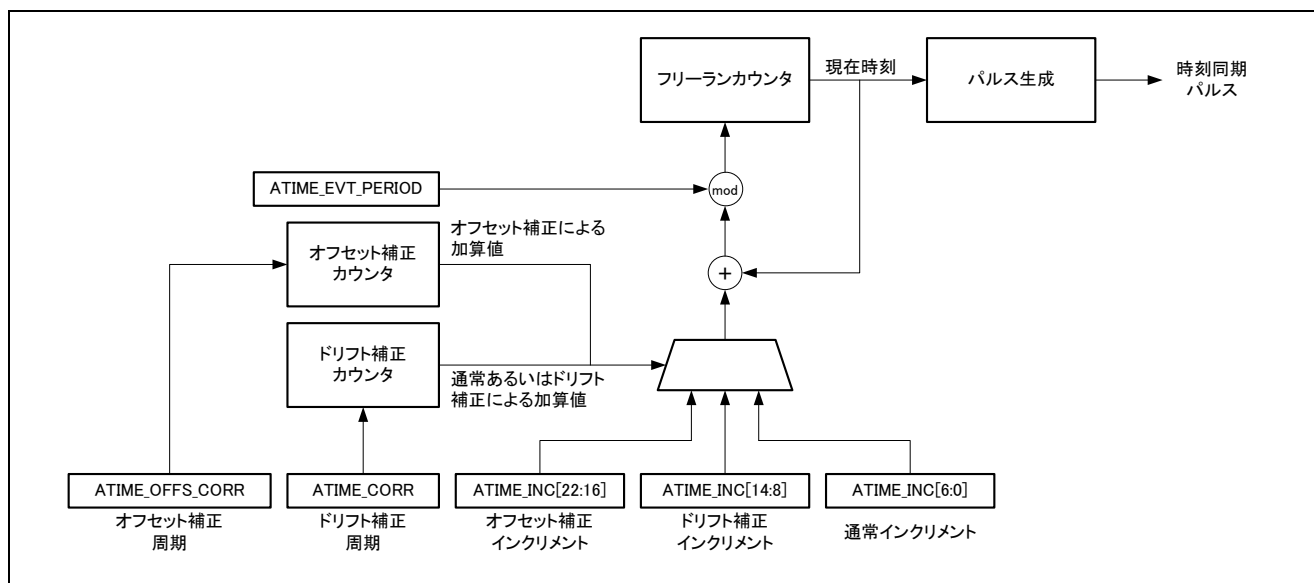 フリーランカウンタ
現在時刻
パルス生成
時刻同期
パルス
ATIME_EVT_PERIOD
mod
オフセット補正
カウンタ
オフセット補正による
加算値
+
ドリフト補正
カウンタ
通常あるいはドリフト
補正による加算値
ATIME_OFFS_CORR
ATIME_CORR
ATIME_INC[22:16]
ATIME_INC[14:8]
ATIME_INC[6:0]
オフセット補正
周期
ドリフト補正
周期
オフセット補正
インクリメント
ドリフト補正
インクリメント
通常インクリメント